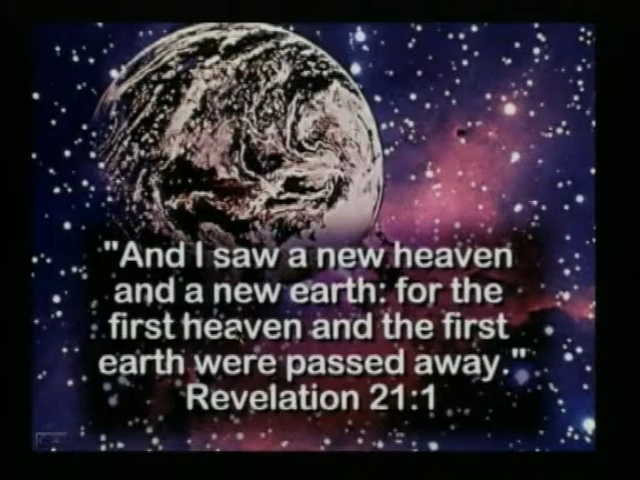 "And I saw a new heaven
and a new earth: for the
first heaven and the first
earth were passed away."
Revelation 21:1